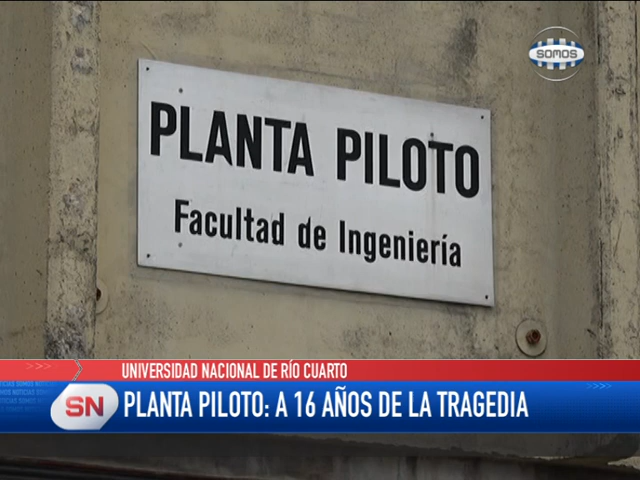 SOMOS
PLANTA PILOTO
Facultad de Ingeniería
UNIVERSIDAD NACIONAL DE RÍO CUARTO
SN
PLANTA PILOTO: A 16 AÑOS DE LA TRAGEDIA